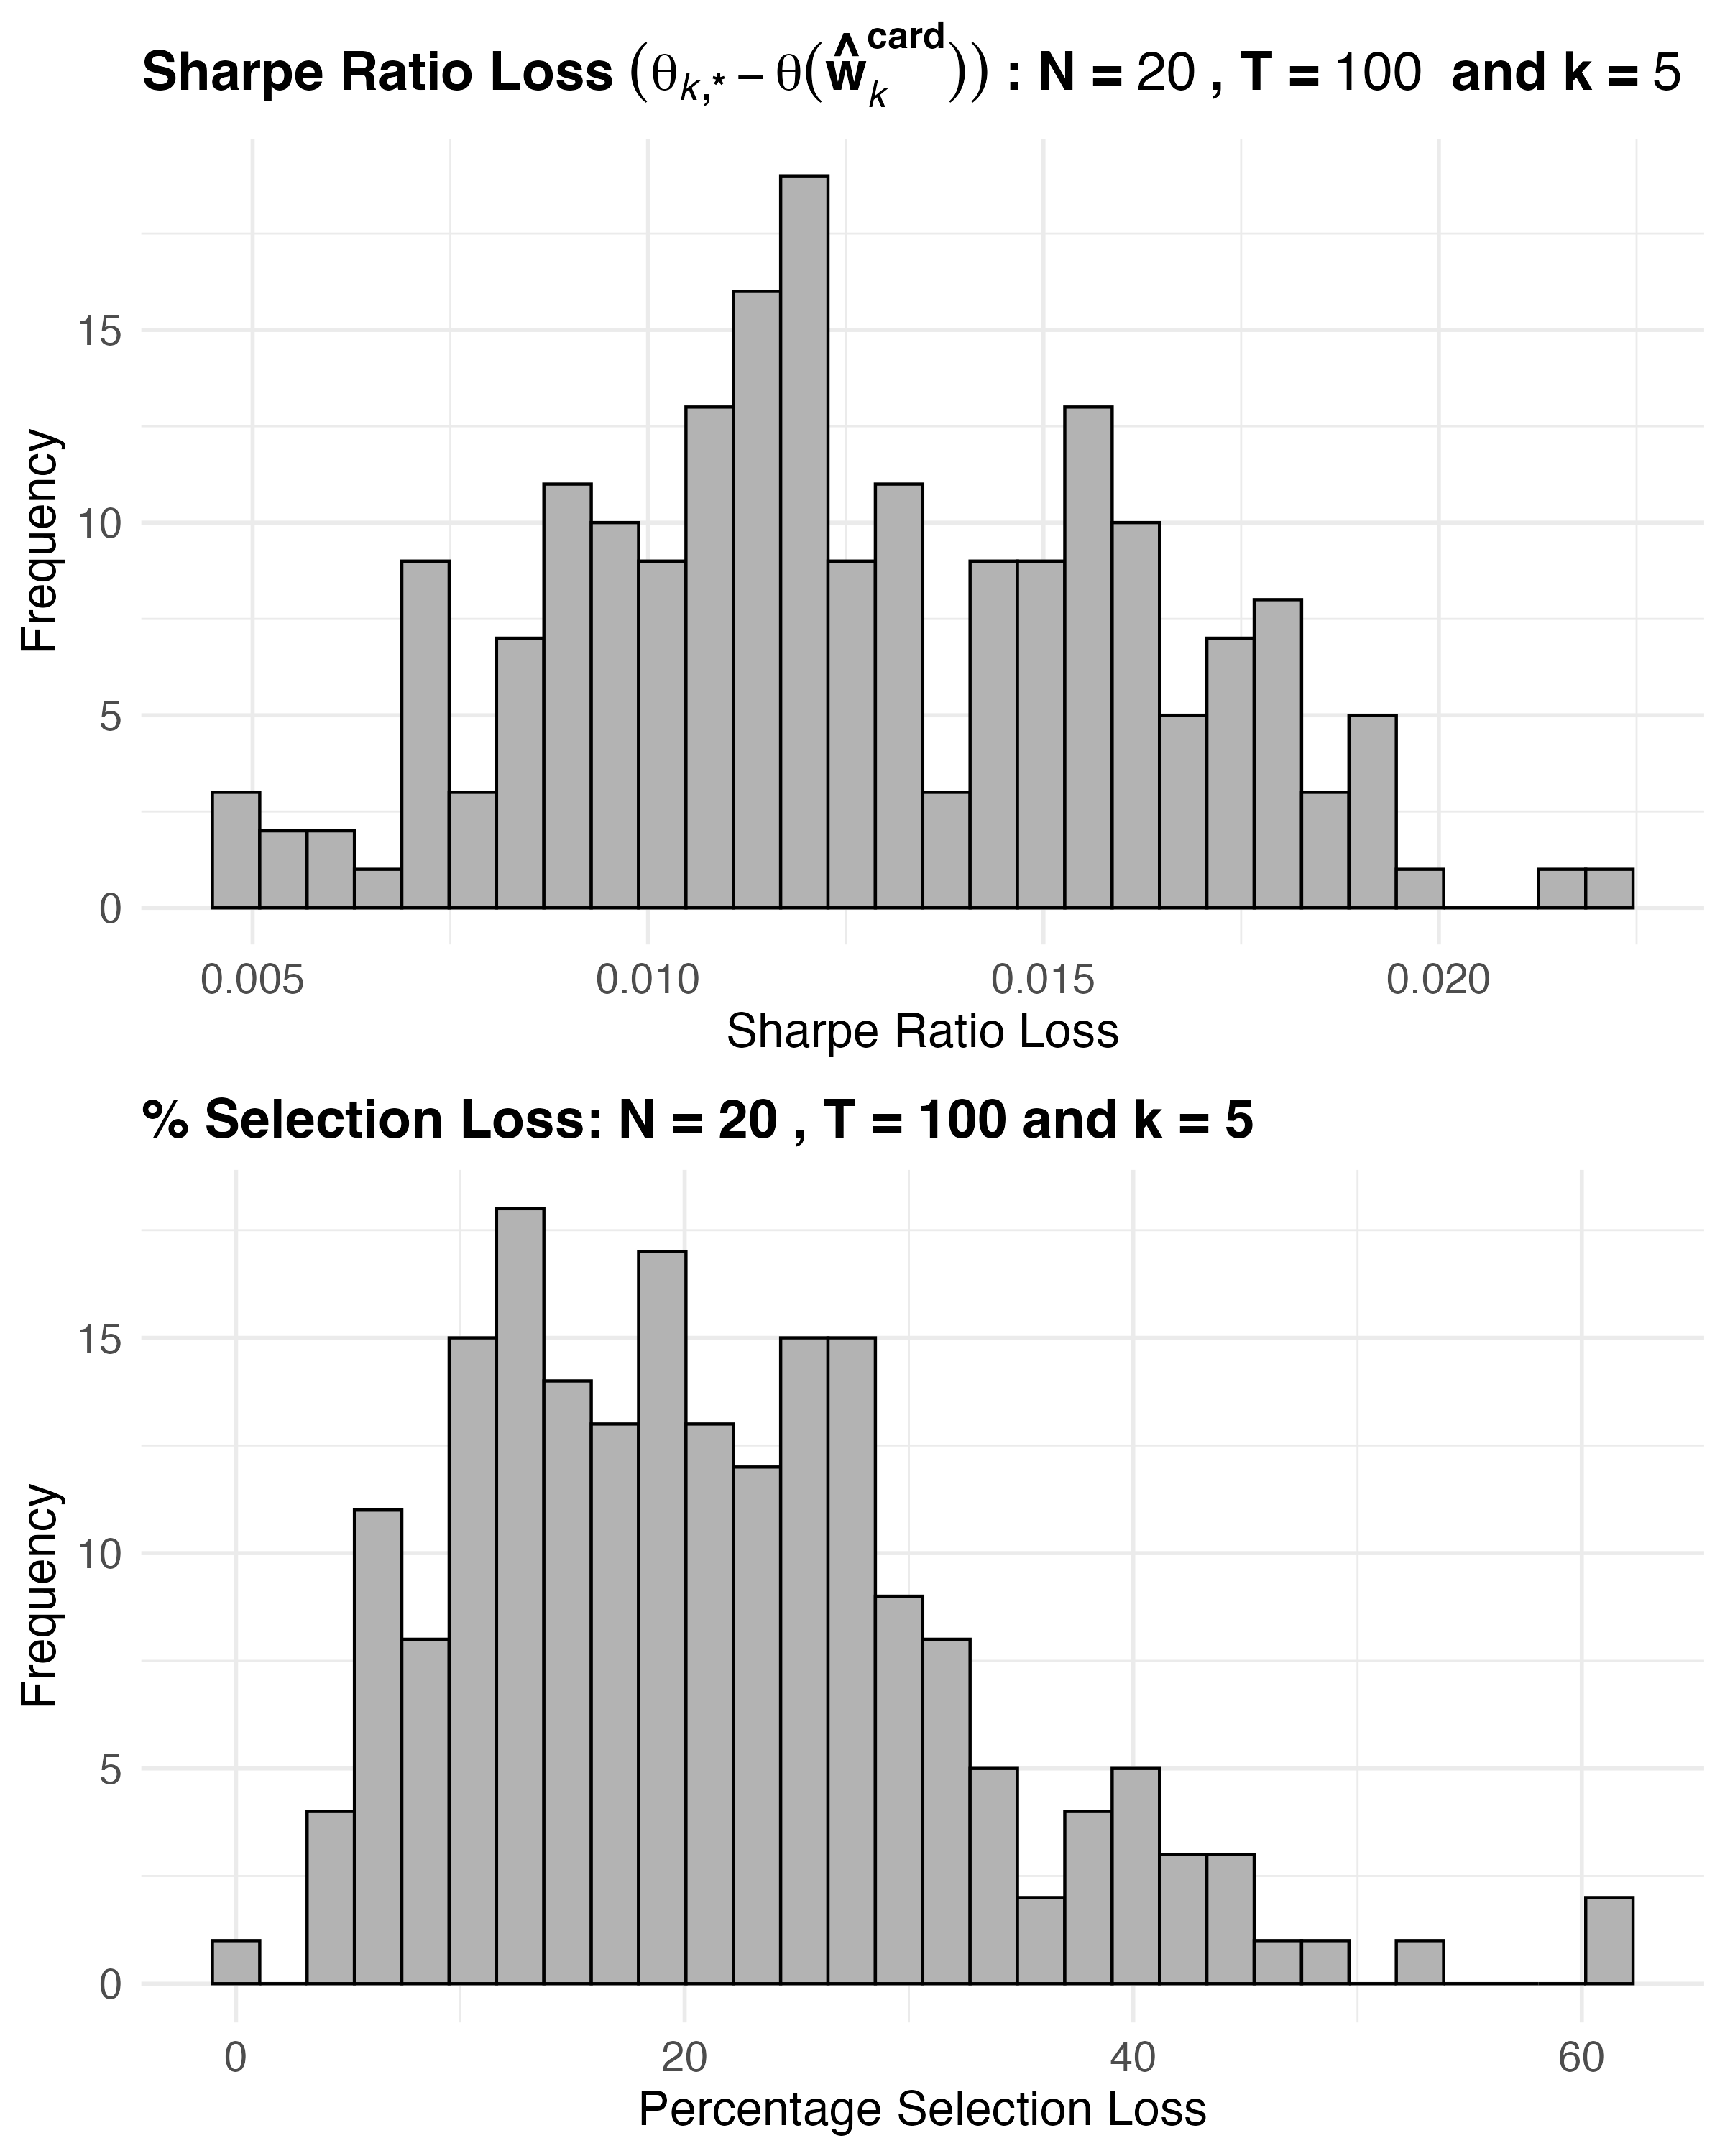 Sharpe Ratio Loss (θk,* − θ(ŵk^card)) : N = 20 , T = 100 and k = 5
15
10
5
0
Frequency
0.005 0.010 0.015 0.020
Sharpe Ratio Loss
% Selection Loss: N = 20 , T = 100 and k = 5
15
10
5
0
Frequency
0 20 40 60
Percentage Selection Loss